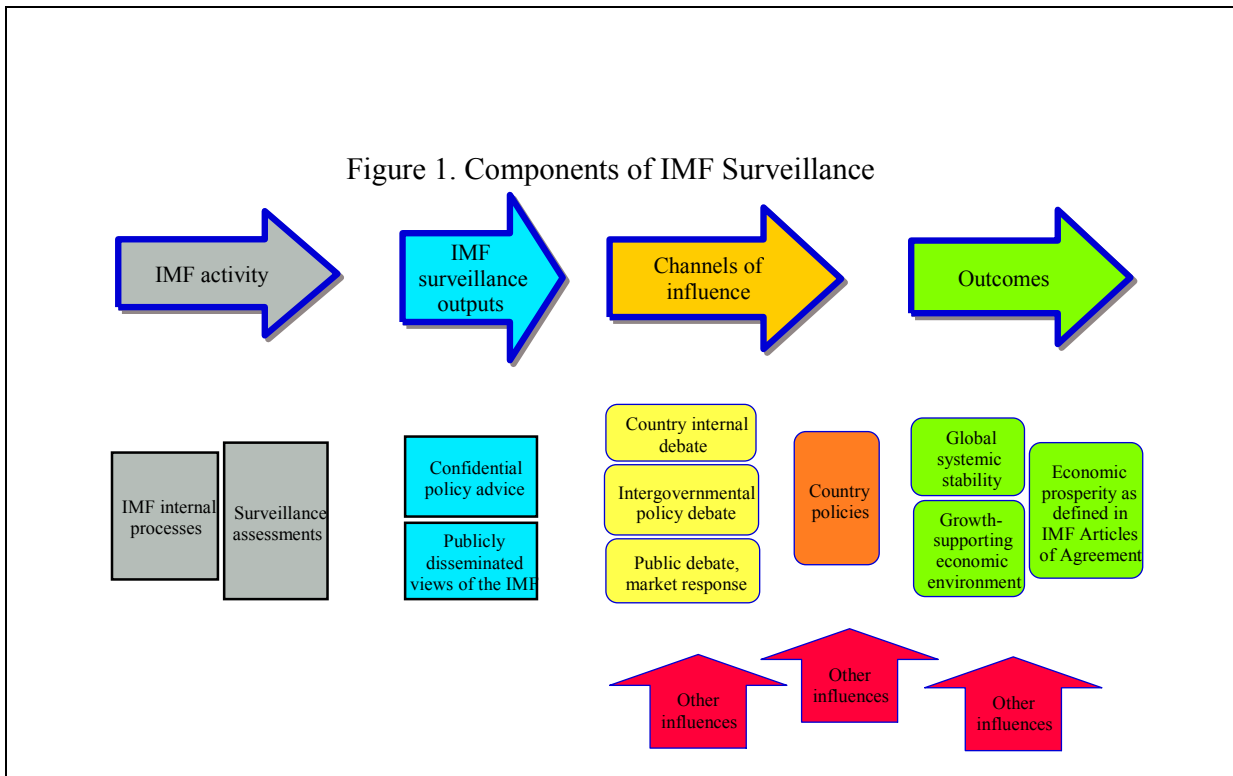 Figure 1. Components of IMF Surveillance
IMF activity
IMF
surveillance
outputs
Channels of
influence
Outcomes
IMF internal
processes
Surveillance
assessments
Confidential
policy advice
Publicly
disseminated
views of the IMF
Country internal
debate
Intergovernmental
policy debate
Public debate,
market response
Country
policies
Global
systemic
stability
Growth-
supporting
economic
environment
Economic
prosperity as
defined in
IMF Articles
of Agreement
Other
influences
Other
influences
Other
influences